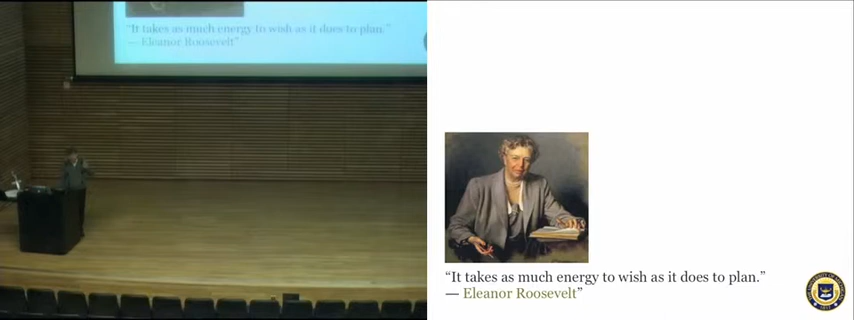 “It takes as much energy to wish as it does to plan.”
— Eleanor Roosevelt”
“It takes as much energy to wish as it does to plan.”
— Eleanor Roosevelt”